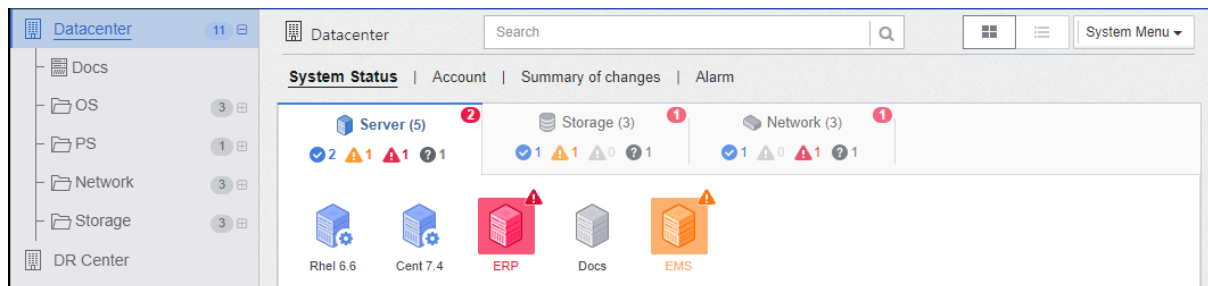 Datacenter 11
Docs
OS 3
PS 1
Network 3
Storage 3
DR Center
Datacenter Search System Menu
System Status | Account | Summary of changes | Alarm
Server (5) 2 Storage (3) 1 Network (3) 1
2 1 1 ? 1 1 1 0 ? 1 1 0 1 ? 1
Rhel 6.6 Cent 7.4 ERP Docs EMS